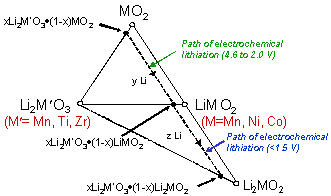 MO₂
xLi₂M'O₃•(1-x)MO₂
Path of electrochemical
lithiation (4.6 to 2.0 V)
y Li
Li₂M'O₃
LiMO₂
(M'= Mn, Ti, Zr)
(M=Mn, Ni, Co)
xLi₂M'O₃•(1-x)LiMO₂
z Li
Path of electrochemical
lithiation (<1.5 V)
xLi₂M'O₃•(1-x)Li₂MO₂
Li₂MO₂